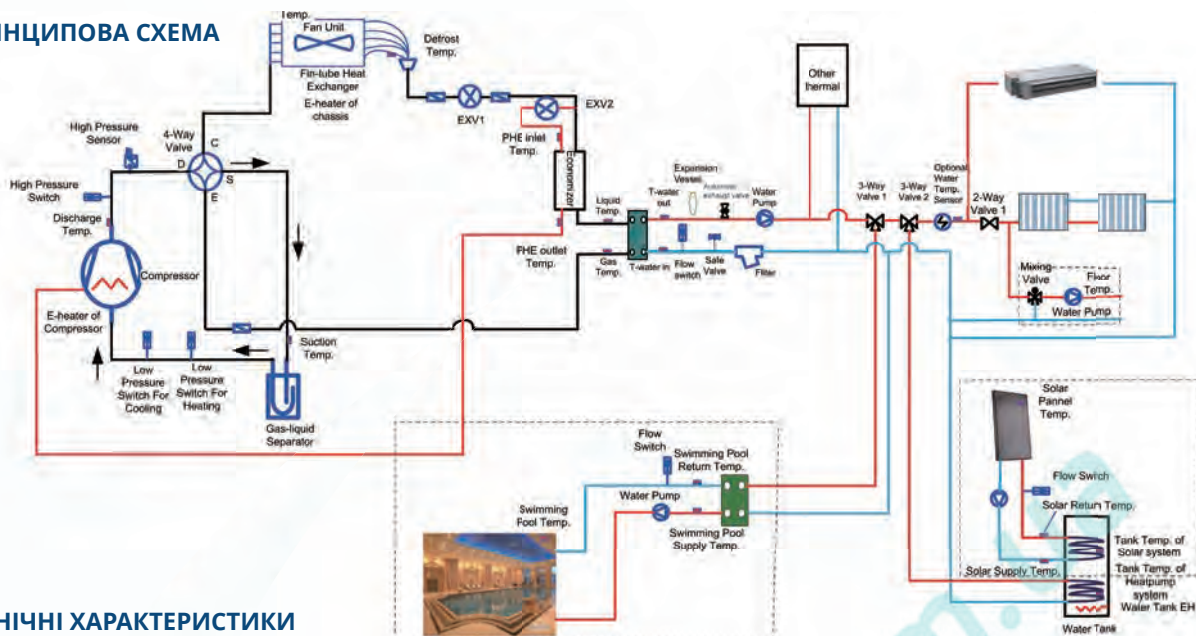 ИНЦИПОВА СХЕМА
Temp.
Fan Unit
Defrost
Temp.
Fin-tube Heat
Exchanger
E-heater of
chassis
EXV1
EXV2
PHE inlet
Temp.
Economizer
High Pressure
Sensor
4-Way
Valve
C
D
S
E
High Pressure
Switch
Discharge
Temp.
Compressor
E-heater of
Compressor
Low
Pressure
Switch For
Cooling
Low
Pressure
Switch For
Heating
Suction
Temp.
Gas-liquid
Separator
PHE outlet
Temp.
Liquid
Temp.
Gas
Temp.
T-water
out
T-water in
Expansion
Vessel
Automatic
exhaust valve
Water
Pump
Flow
switch
Safe
Valve
Filter
Other
thermal
3-Way
Valve 1
3-Way
Valve 2
Optional
Water
Temp.
Sensor
2-Way
Valve 1
Mixing
Valve
Floor
Temp.
Water Pump
Flow
Switch
Swimming Pool
Return Temp.
Water Pump
Swimming
Fool Temp.
Swimming Pool
Supply Temp.
Solar
Pannel
Temp.
Flow Switch
Solar Return Temp.
Solar Supply Temp.
Tank Temp. of
Solar system
Tank Temp. of
Heatpump
system
Water Tank EH
Water Tank
НІЧНІ ХАРАКТЕРИСТИКИ